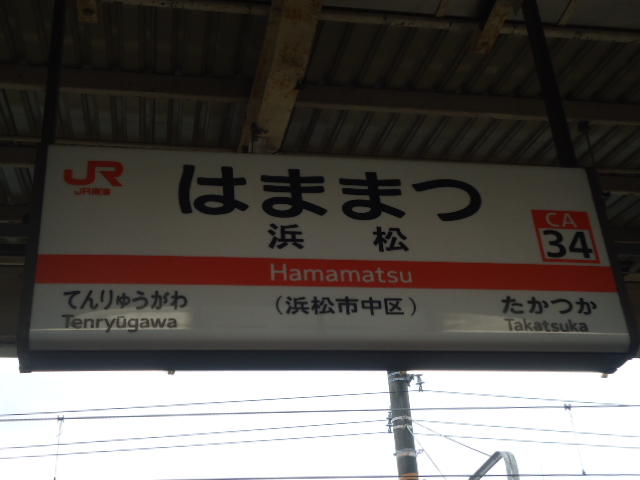 JR
JR東海
はままつ
浜松
CA
34
Hamamatsu
てんりゅうがわ
Tenryūgawa
(浜松市中区)
たかつか
Takatsuka